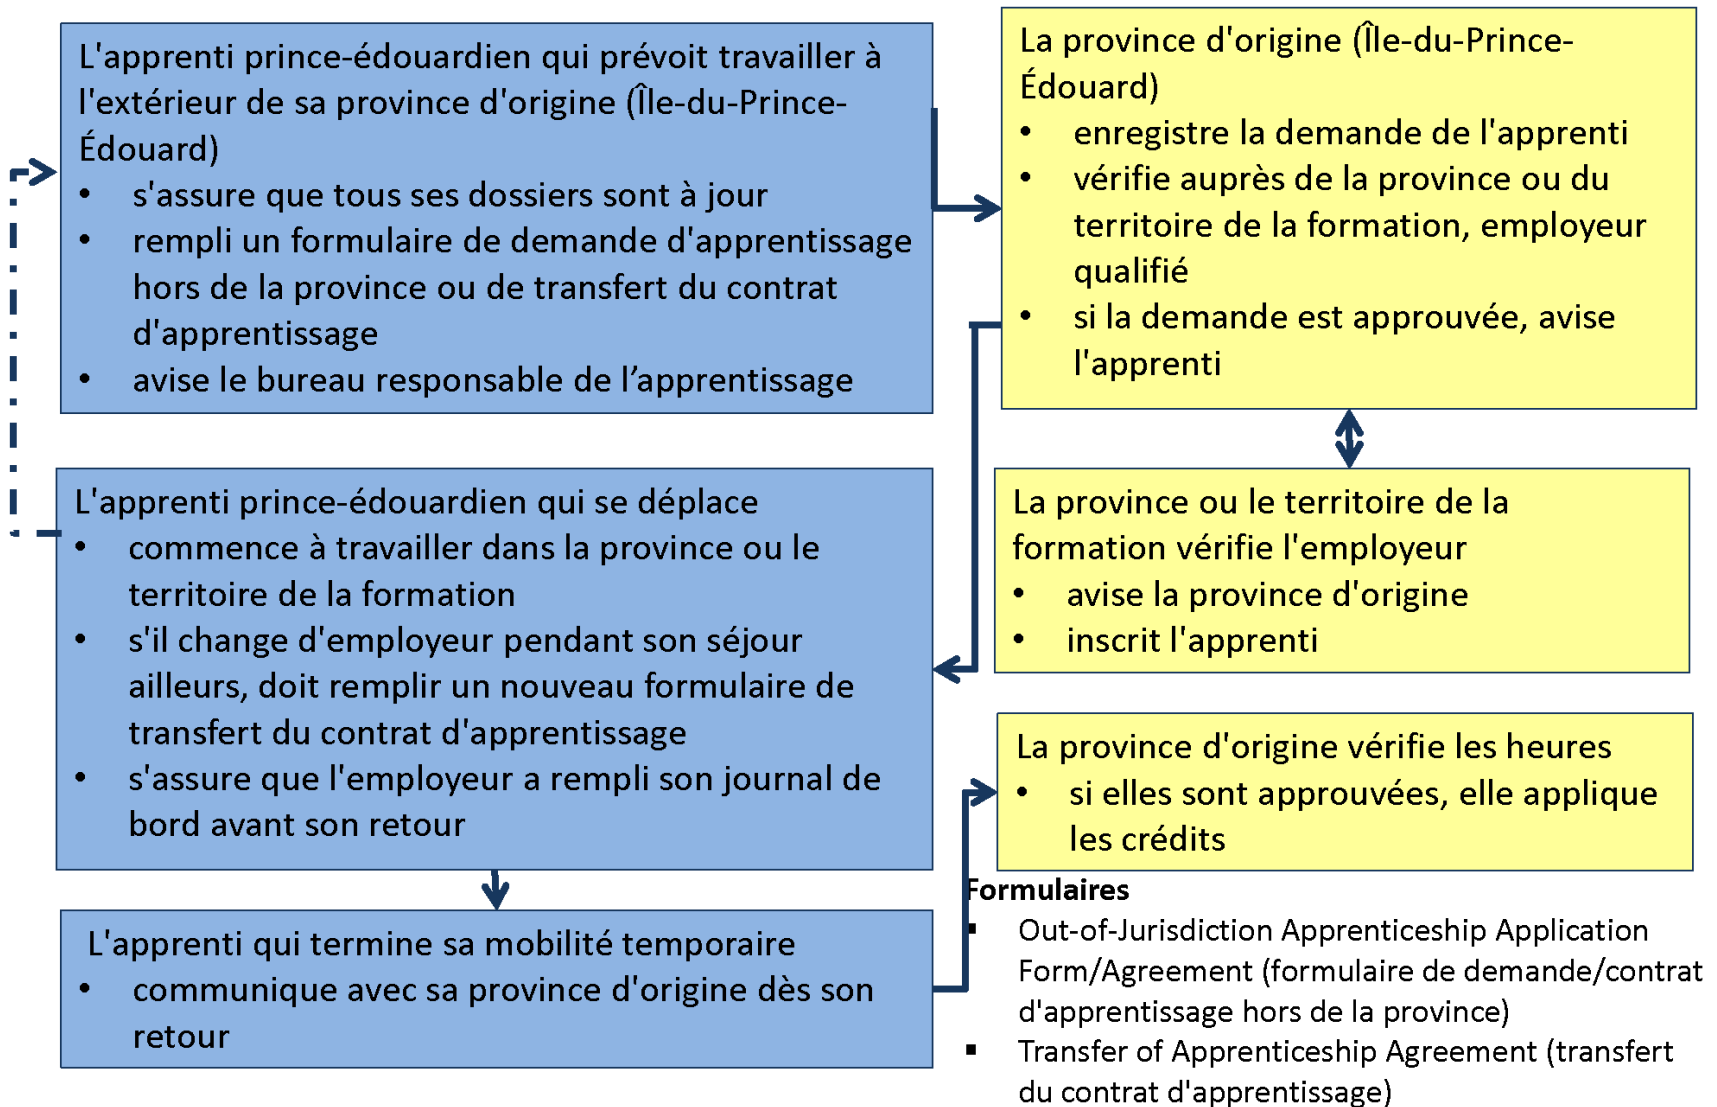 L'apprenti prince-édouardien qui prévoit travailler à
l'extérieur de sa province d'origine (Île-du-Prince-
Édouard)
• s'assure que tous ses dossiers sont à jour
• rempli un formulaire de demande d'apprentissage
hors de la province ou de transfert du contrat
d'apprentissage
• avise le bureau responsable de l’apprentissage
La province d'origine (Île-du-Prince-
Édouard)
• enregistre la demande de l'apprenti
• vérifie auprès de la province ou du
territoire de la formation, employeur
qualifié
• si la demande est approuvée, avise
l'apprenti
L'apprenti prince-édouardien qui se déplace
• commence à travailler dans la province ou le
territoire de la formation
• s'il change d'employeur pendant son séjour
ailleurs, doit remplir un nouveau formulaire de
transfert du contrat d'apprentissage
• s'assure que l'employeur a rempli son journal de
bord avant son retour
La province ou le territoire de la
formation vérifie l'employeur
• avise la province d'origine
• inscrit l'apprenti
La province d'origine vérifie les heures
• si elles sont approuvées, elle applique
les crédits
L'apprenti qui termine sa mobilité temporaire
• communique avec sa province d'origine dès son
retour
Formulaires
▪ Out-of-Jurisdiction Apprenticeship Application
Form/Agreement (formulaire de demande/contrat
d'apprentissage hors de la province)
▪ Transfer of Apprenticeship Agreement (transfert
du contrat d'apprentissage)